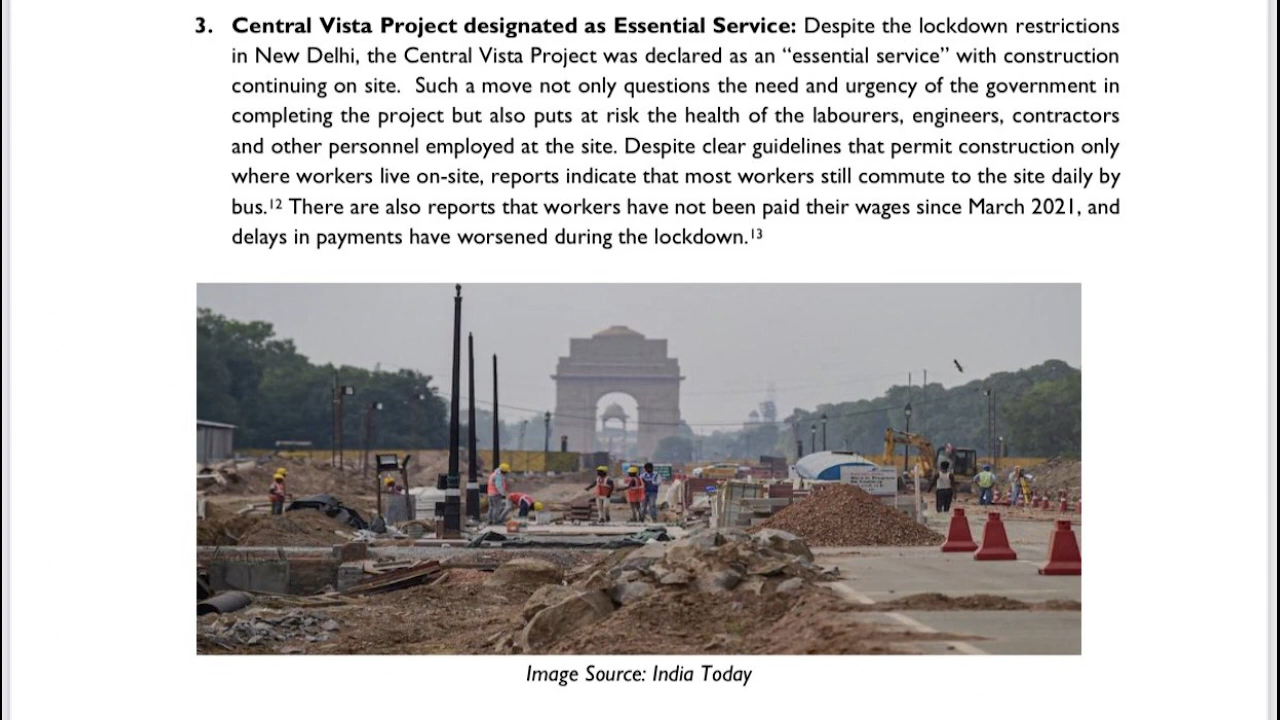 3. Central Vista Project designated as Essential Service: Despite the lockdown restrictions
in New Delhi, the Central Vista Project was declared as an “essential service” with construction
continuing on site. Such a move not only questions the need and urgency of the government in
completing the project but also puts at risk the health of the labourers, engineers, contractors
and other personnel employed at the site. Despite clear guidelines that permit construction only
where workers live on-site, reports indicate that most workers still commute to the site daily by
bus.¹² There are also reports that workers have not been paid their wages since March 2021, and
delays in payments have worsened during the lockdown.¹³
Image Source: India Today